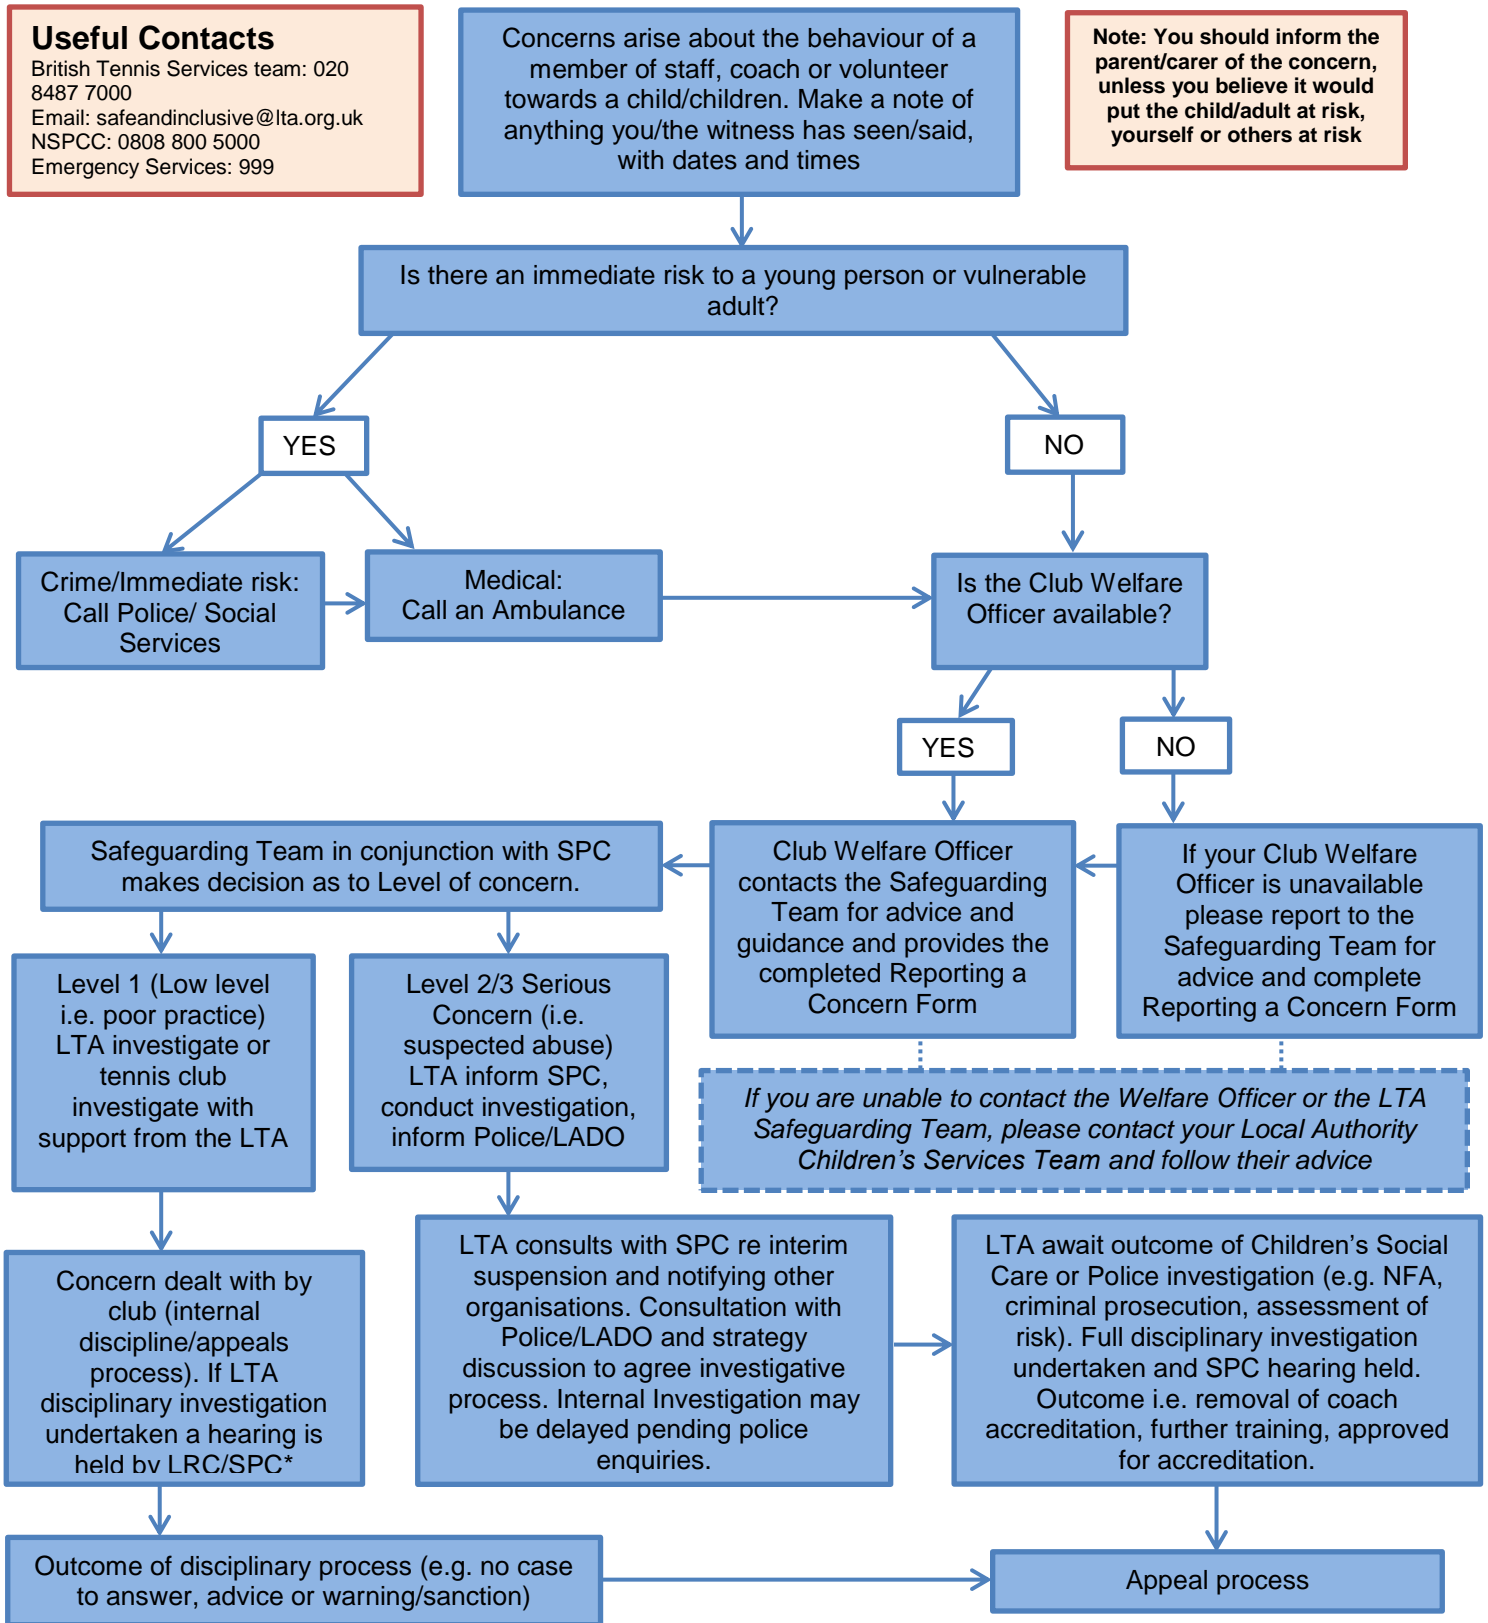 Useful Contacts
British Tennis Services team: 020
8487 7000
Email: safeandinclusive@lta.org.uk
NSPCC: 0808 800 5000
Emergency Services: 999
Concerns arise about the behaviour of a
member of staff, coach or volunteer
towards a child/children. Make a note of
anything you/the witness has seen/said,
with dates and times
Note: You should inform the
parent/carer of the concern,
unless you believe it would
put the child/adult at risk,
yourself or others at risk
Is there an immediate risk to a young person or vulnerable
adult?
YES
NO
Crime/Immediate risk:
Call Police/ Social
Services
Medical:
Call an Ambulance
Is the Club Welfare
Officer available?
YES
NO
Safeguarding Team in conjunction with SPC
makes decision as to Level of concern.
Club Welfare Officer
contacts the Safeguarding
Team for advice and
guidance and provides the
completed Reporting a
Concern Form
If your Club Welfare
Officer is unavailable
please report to the
Safeguarding Team for
advice and complete
Reporting a Concern Form
Level 1 (Low level
i.e. poor practice)
LTA investigate or
tennis club
investigate with
support from the LTA
Level 2/3 Serious
Concern (i.e.
suspected abuse)
LTA inform SPC,
conduct investigation,
inform Police/LADO
If you are unable to contact the Welfare Officer or the LTA
Safeguarding Team, please contact your Local Authority
Children’s Services Team and follow their advice
Concern dealt with by
club (internal
discipline/appeals
process). If LTA
disciplinary investigation
undertaken a hearing is
held by LRC/SPC*
LTA consults with SPC re interim
suspension and notifying other
organisations. Consultation with
Police/LADO and strategy
discussion to agree investigative
process. Internal Investigation may
be delayed pending police
enquiries.
LTA await outcome of Children’s Social
Care or Police investigation (e.g. NFA,
criminal prosecution, assessment of
risk). Full disciplinary investigation
undertaken and SPC hearing held.
Outcome i.e. removal of coach
accreditation, further training, approved
for accreditation.
Outcome of disciplinary process (e.g. no case
to answer, advice or warning/sanction)
Appeal process